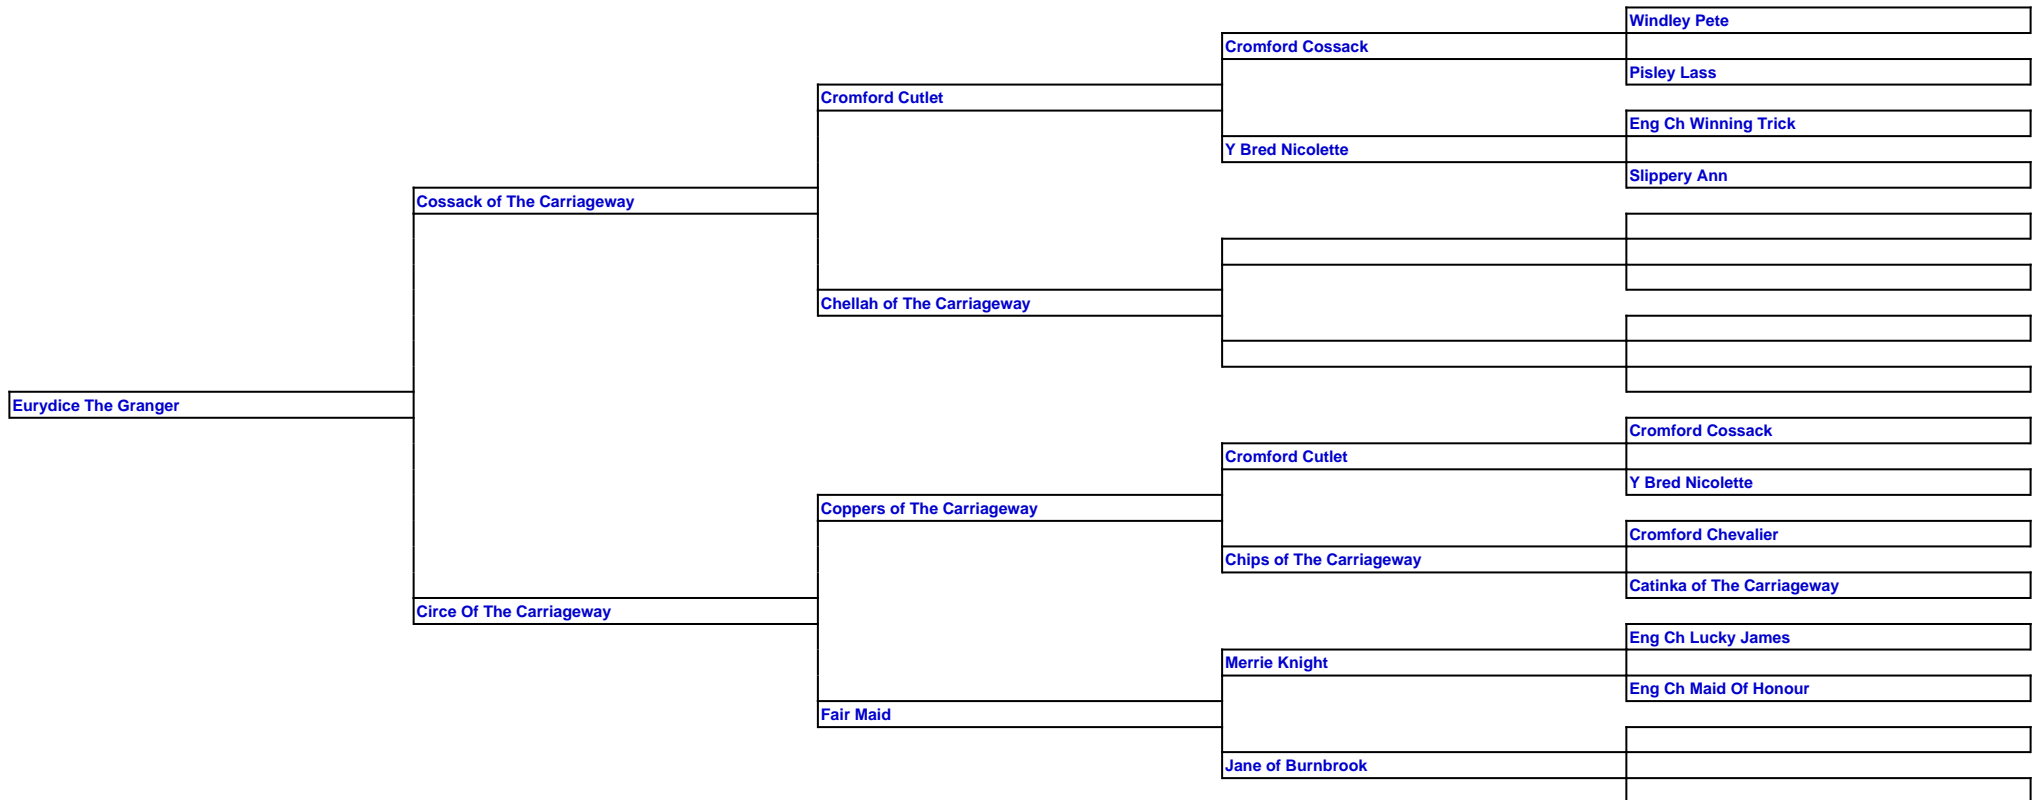 Windley Pete
Cromford Cossack
Pisley Lass
Cromford Cutlet
Eng Ch Winning Trick
Y Bred Nicolette
Slippery Ann
Cossack of The Carriageway
Chellah of The Carriageway
Eurydice The Granger
Cromford Cossack
Cromford Cutlet
Y Bred Nicolette
Coppers of The Carriageway
Cromford Chevalier
Chips of The Carriageway
Catinka of The Carriageway
Circe Of The Carriageway
Eng Ch Lucky James
Merrie Knight
Eng Ch Maid Of Honour
Fair Maid
Jane of Burnbrook